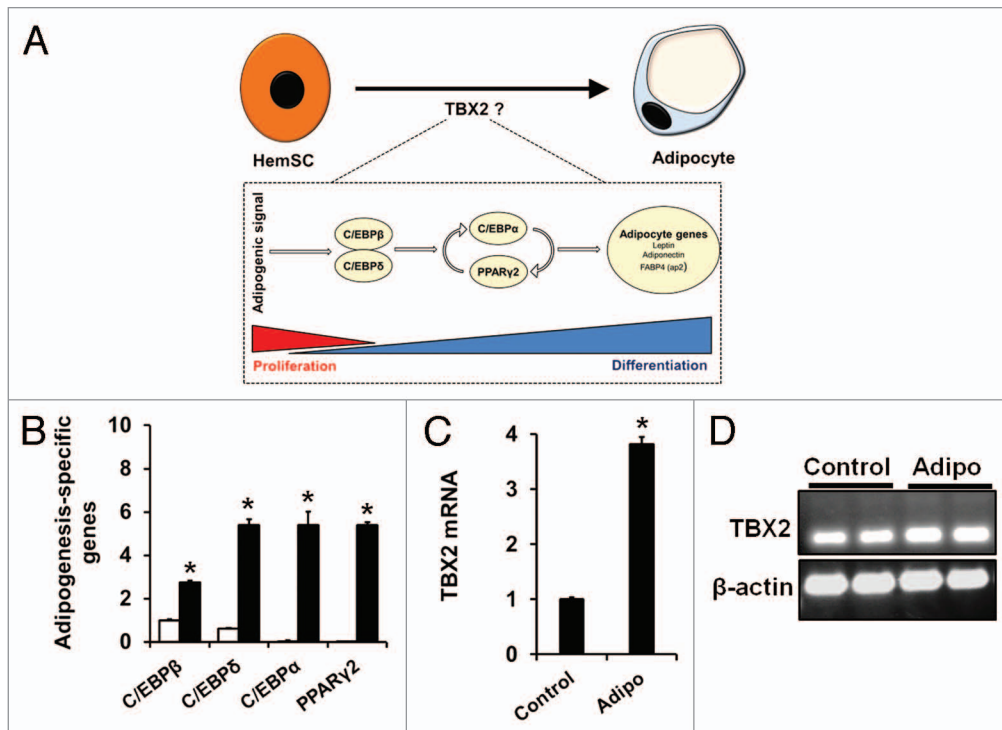 A
HemSC
TBX2 ?
Adipocyte
Adipogenic signal
C/EBPβ
C/EBPδ
C/EBPα
PPARγ2
Adipocyte genes
Leptin
Adiponectin
FABP4 (ap2)
Proliferation
Differentiation
B
Adipogenesis-specific
genes
10
8
6
4
2
0
*
*
*
*
C/EBPβ
C/EBPδ
C/EBPα
PPARγ2
C
TBX2 mRNA
4
3
2
1
0
*
Control
Adipo
D
Control Adipo
TBX2
β-actin